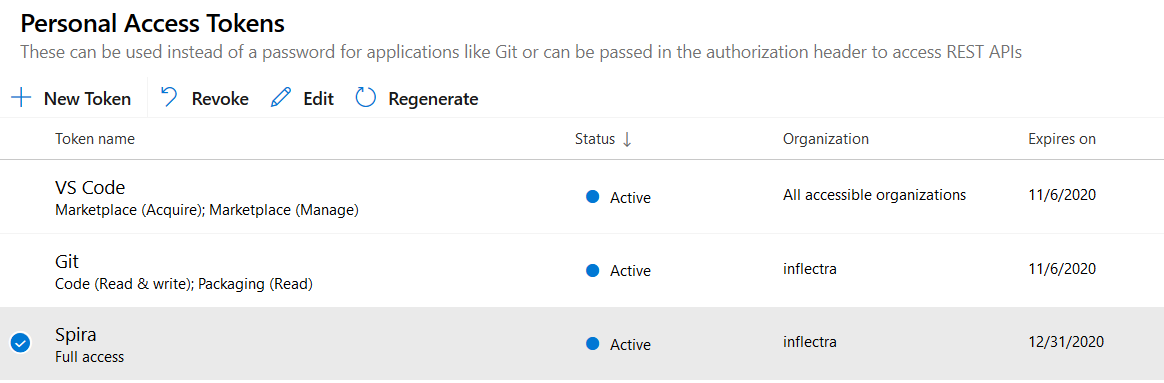 Personal Access Tokens
These can be used instead of a password for applications like Git or can be passed in the authorization header to access REST APIs
New Token Revoke Edit Regenerate
Token name Status ↓ Organization Expires on
VS Code
Marketplace (Acquire); Marketplace (Manage)
Active All accessible organizations 11/6/2020
Git
Code (Read & write); Packaging (Read)
Active inflectra 11/6/2020
Spira
Full access
Active inflectra 12/31/2020